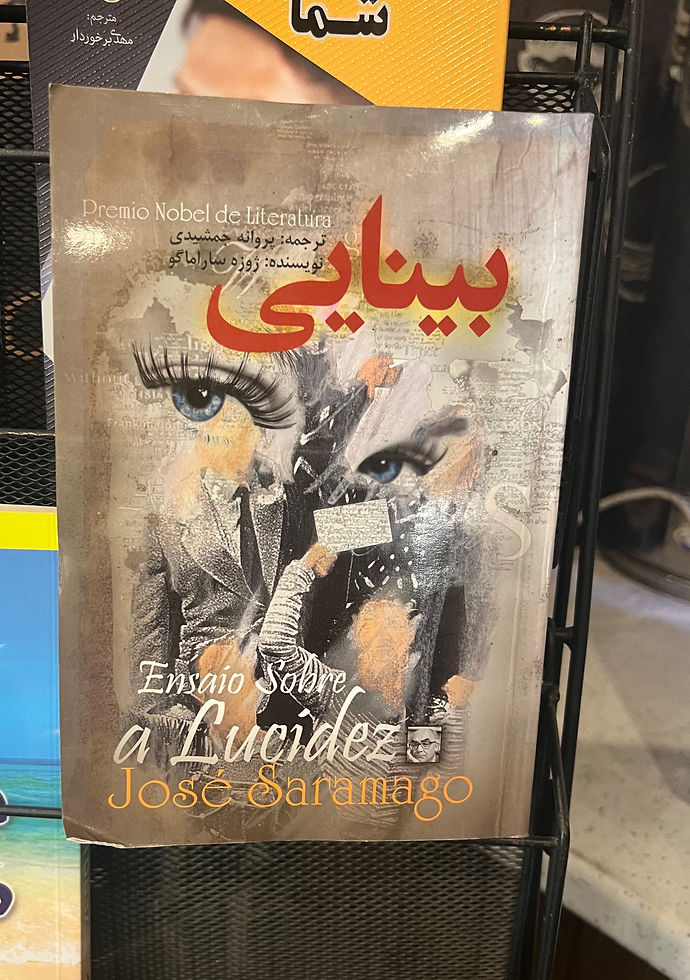 شما
مترجم:
مهدی برخوردار
Premio Nobel de Literatura
ترجمه: پروانه جمشیدی
نویسنده: ژوزه ساراماگو
بینایی
Ensaio Sobre
a Lucidez
José Saramago